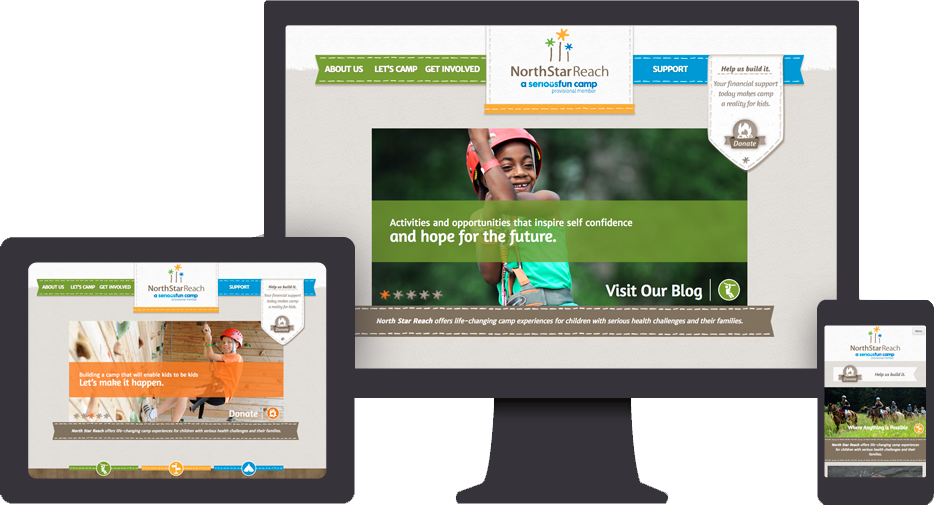 ABOUT US
LET'S CAMP
GET INVOLVED
NorthStarReach
a seriousfun camp
provisional member
SUPPORT
Help us build it.
Your financial support
today makes camp
a reality for kids.
Donate
Activities and opportunities that inspire self confidence
and hope for the future.
Visit Our Blog
North Star Reach offers life-changing camp experiences for children with serious health challenges and their families.
ABOUT US
LET'S CAMP
GET INVOLVED
NorthStarReach
a seriousfun camp
provisional member
SUPPORT
Help us build it.
Your financial support
today makes camp
a reality for kids.
Donate
Building a camp that will enable kids to be kids
Let's make it happen.
Donate
North Star Reach offers life-changing camp experiences for children with serious health challenges and their families.
Menu
NorthStarReach
a seriousfun camp
Donate
Help us build it.
Where Anything is Possible
North Star Reach offers life-changing camp experiences
for children with serious health challenges and their
families.